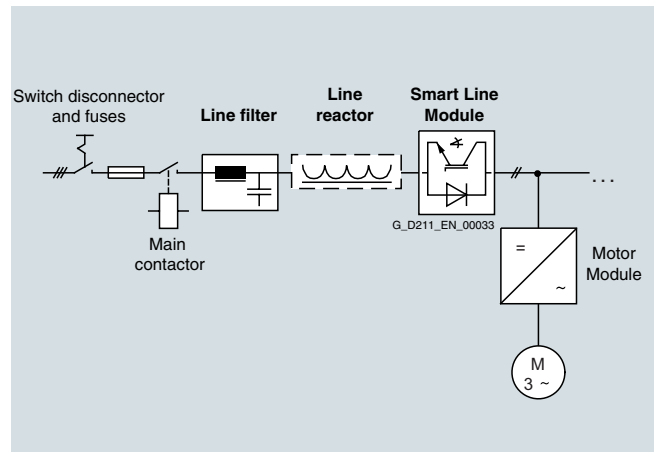 Switch disconnector
and fuses
Line filter
Line
reactor
Smart Line
Module
G_D211_EN_00033
Main
contactor
...
=
~
Motor
Module
M
3 ~